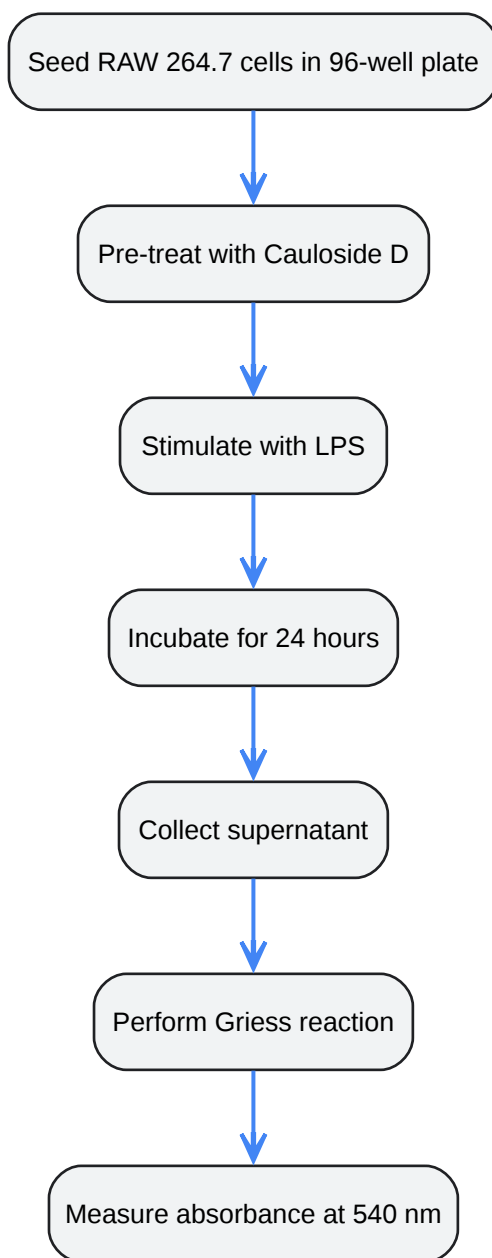 Seed RAW 264.7 cells in 96-well plate
Pre-treat with Cauloside D
Stimulate with LPS
Incubate for 24 hours
Collect supernatant
Perform Griess reaction
Measure absorbance at 540 nm